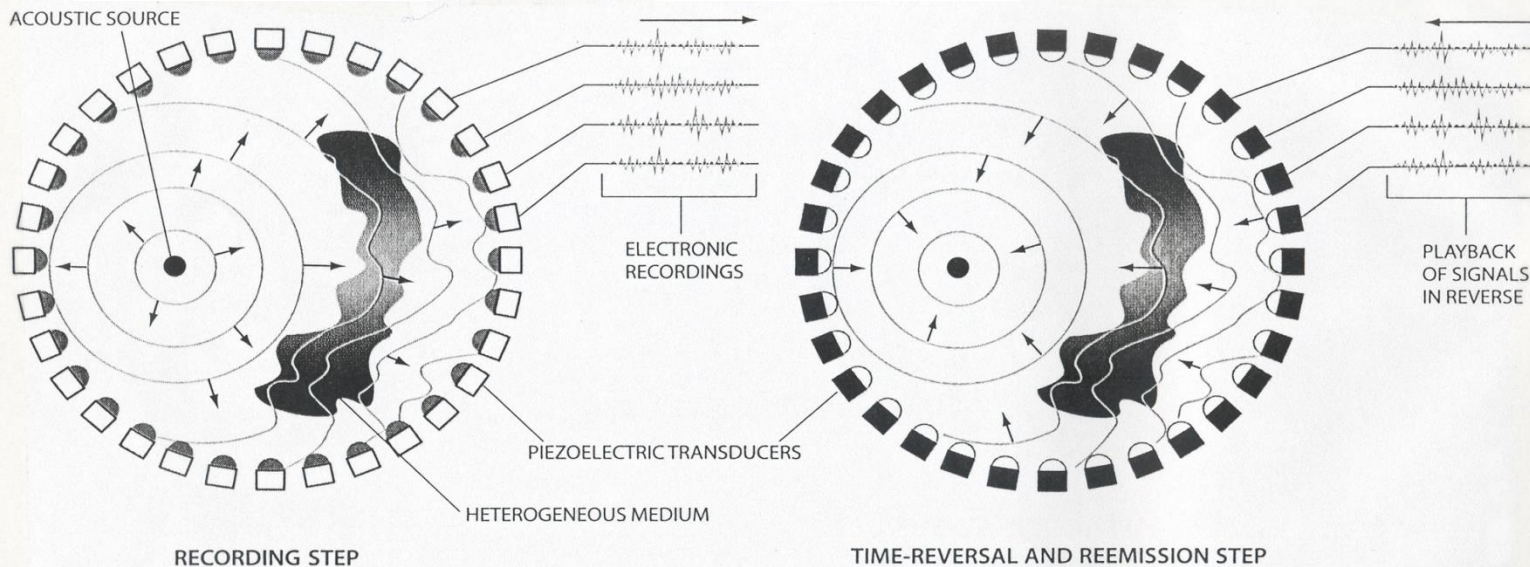 ACOUSTIC SOURCE
ELECTRONIC
RECORDINGS
PLAYBACK
OF SIGNALS
IN REVERSE
PIEZOELECTRIC TRANSDUCERS
HETEROGENEOUS MEDIUM
RECORDING STEP
TIME-REVERSAL AND REEMISSION STEP